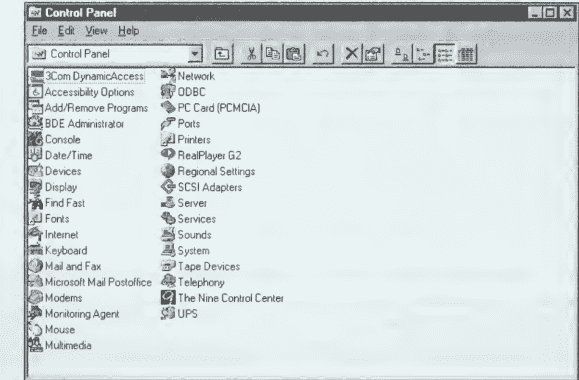 Control Panel
File Edit View Help
Control Panel
3Com DynamicAccess
Accessibility Options
Add/Remove Programs
BDE Administrator
Console
Date/Time
Devices
Display
Find Fast
Fonts
Internet
Keyboard
Mail and Fax
Microsoft Mail Postoffice
Modems
Monitoring Agent
Mouse
Multimedia
Network
ODBC
PC Card (PCMCIA)
Ports
Printers
RealPlayer G2
Regional Settings
SCSI Adapters
Server
Services
Sounds
System
Tape Devices
Telephony
The Nine Control Center
UPS